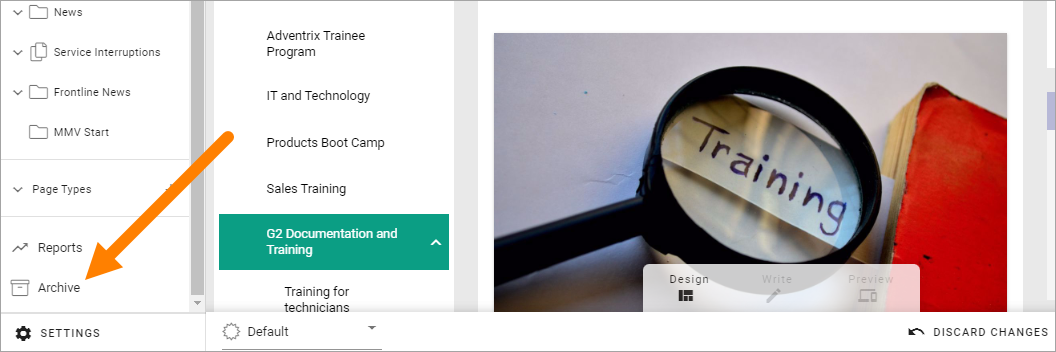 News
Service Interruptions
Frontline News
MMV Start
Page Types
Reports
Archive
SETTINGS
Adventrix Trainee
Program
IT and Technology
Products Boot Camp
Sales Training
G2 Documentation and
Training
Training for
technicians
Training
Design
Write
Preview
Default
DISCARD CHANGES